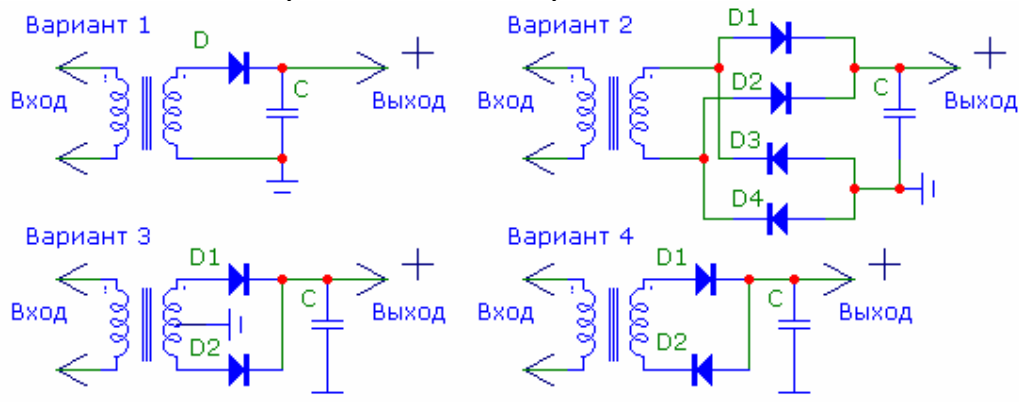 Вариант 1
D
+
C
Вход
Выход
Вариант 2
D1
D2
D3
D4
+
C
Вход
Выход
Вариант 3
D1
D2
+
C
Вход
Выход
Вариант 4
D1
D2
+
C
Вход
Выход